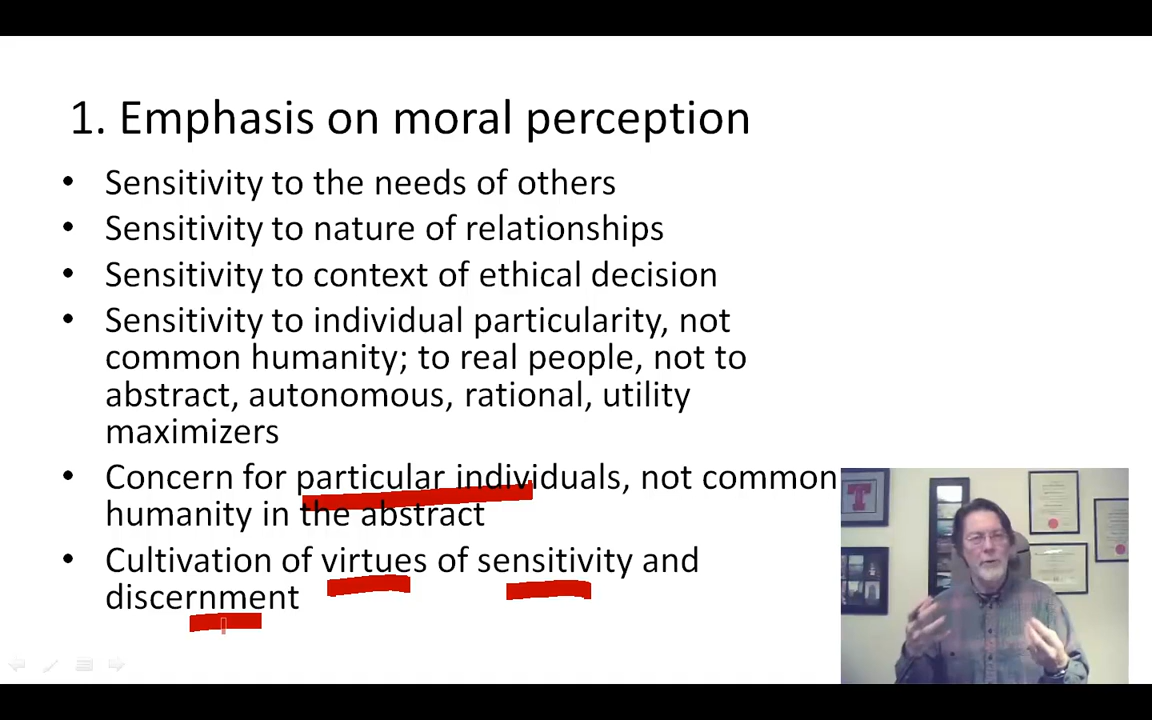 1. Emphasis on moral perception
• Sensitivity to the needs of others
• Sensitivity to nature of relationships
• Sensitivity to context of ethical decision
• Sensitivity to individual particularity, not
common humanity; to real people, not to
abstract, autonomous, rational, utility
maximizers
• Concern for particular individuals, not common
humanity in the abstract
• Cultivation of virtues of sensitivity and
discernment
T